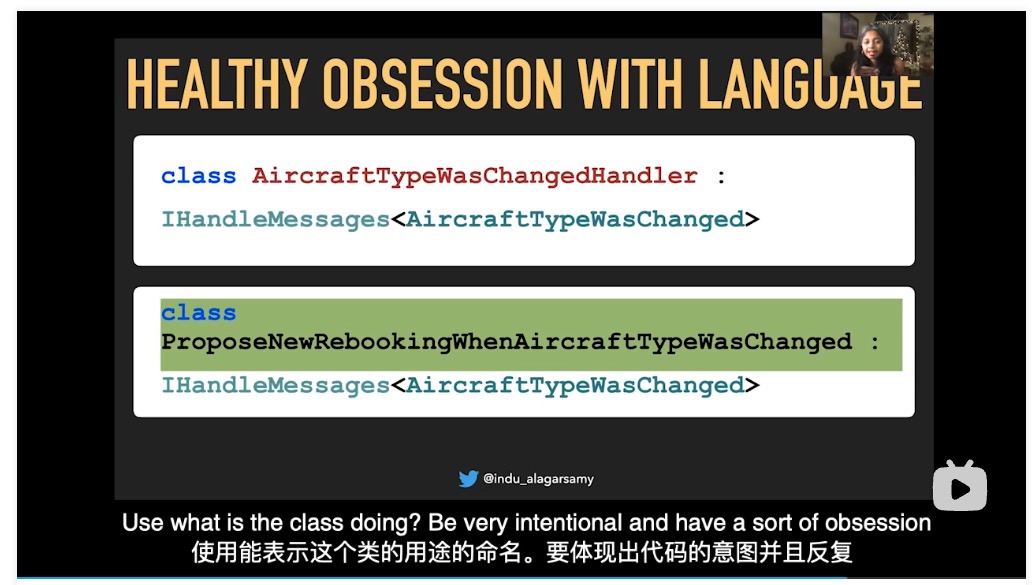 HEALTHY OBSESSION WITH LANGUAGE
class AircraftTypeWasChangedHandler :
IHandleMessages<AircraftTypeWasChanged>
class
ProposeNewRebookingWhenAircraftTypeWasChanged :
IHandleMessages<AircraftTypeWasChanged>
@indu_alagarsamy
Use what is the class doing? Be very intentional and have a sort of obsession
使用能表示这个类的用途的命名。要体现出代码的意图并且反复